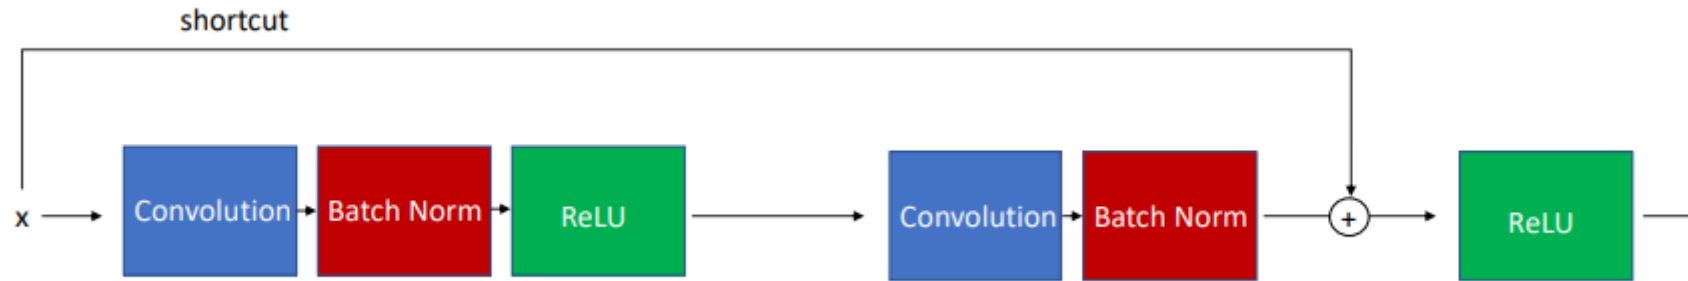 shortcut
x
Convolution
Batch Norm
ReLU
Convolution
Batch Norm
+
ReLU